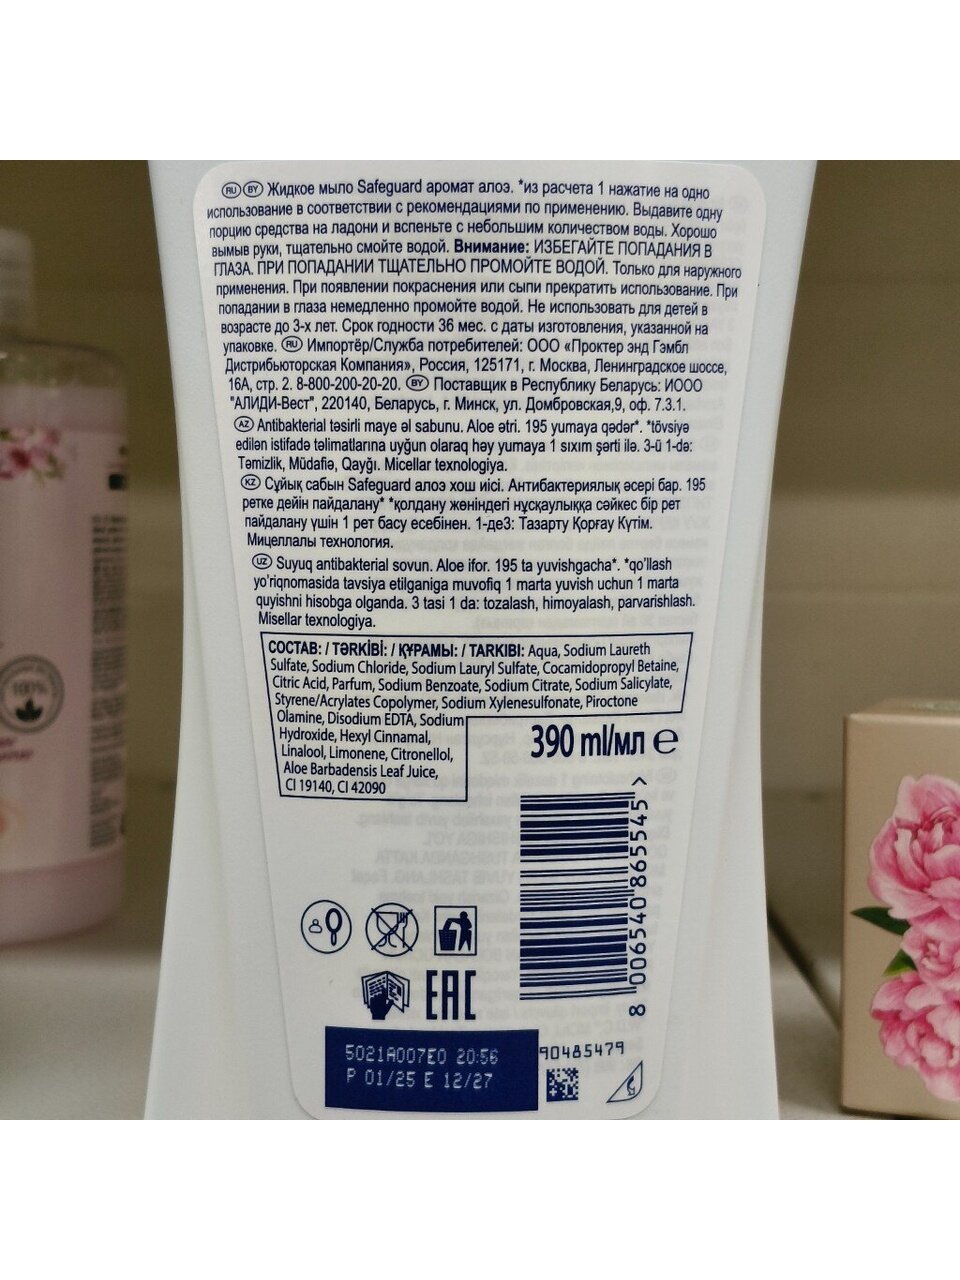 RU BY Жидкое мыло Safeguard аромат алоэ. *из расчета 1 нажатие на одно
использование в соответствии с рекомендациями по применению. Выдавите одну
порцию средства на ладони и вспеньте с небольшим количеством воды. Хорошо
вымыв руки, тщательно смойте водой. Внимание: ИЗБЕГАЙТЕ ПОПАДАНИЯ В
ГЛАЗА. ПРИ ПОПАДАНИИ ТЩАТЕЛЬНО ПРОМОЙТЕ ВОДОЙ. Только для наружного
применения. При появлении покраснения или сыпи прекратить использование. При
попадании в глаза немедленно промойте водой. Не использовать для детей в
возрасте до 3-х лет. Срок годности 36 мес. с даты изготовления, указанной на
упаковке. RU Импортёр/Служба потребителей: ООО «Проктер энд Гэмбл
Дистрибьюторская Компания», Россия, 125171, г. Москва, Ленинградское шоссе,
16А, стр. 2. 8-800-200-20-20. BY Поставщик в Республику Беларусь: ИООО
"АЛИДИ-Вест", 220140, Беларусь, г. Минск, ул. Домбровская,9, оф. 7.3.1.
AZ Antibakterial təsirli maye əl sabunu. Aloe ətri. 195 yumaya qədər*. *tövsiyə
edilən istifadə təlimatlarına uyğun olaraq həy yumaya 1 sıxım şərti ilə. 3-ü 1-də:
Təmizlik, Müdafiə, Qayğı. Micellar texnologiya.
KZ Сұйық сабын Safeguard алоэ хош иісі. Антибактериялық әсері бар. 195
ретке дейін пайдалану* *қолдану жөніндегі нұсқаулыққа сәйкес бір рет
пайдалану үшін 1 рет басу есебінен. 1-де3: Тазарту Қорғау Күтім.
Мицеллалы технология.
UZ Suyuq antibakterial sovun. Aloe ifor. 195 ta yuvishgacha*. *qo'llash
yo'riqnomasida tavsiya etilganiga muvofiq 1 marta yuvish uchun 1 marta
quyishni hisobga olganda. 3 tasi 1 da: tozalash, himoyalash, parvarishlash.
Misellar texnologiya.
СОСТАВ: / TƏRKİBİ: / ҚҰРАМЫ: / TARKIBI: Aqua, Sodium Laureth
Sulfate, Sodium Chloride, Sodium Lauryl Sulfate, Cocamidopropyl Betaine,
Citric Acid, Parfum, Sodium Benzoate, Sodium Citrate, Sodium Salicylate,
Styrene/Acrylates Copolymer, Sodium Xylenesulfonate, Piroctone
Olamine, Disodium EDTA, Sodium
Hydroxide, Hexyl Cinnamal,
Linalool, Limonene, Citronellol,
Aloe Barbadensis Leaf Juice,
CI 19140, CI 42090
390 ml/мл e
8 006540 865545 >
EAC
5021A007E0 20:56
P 01/25 E 12/27
90485479
100%